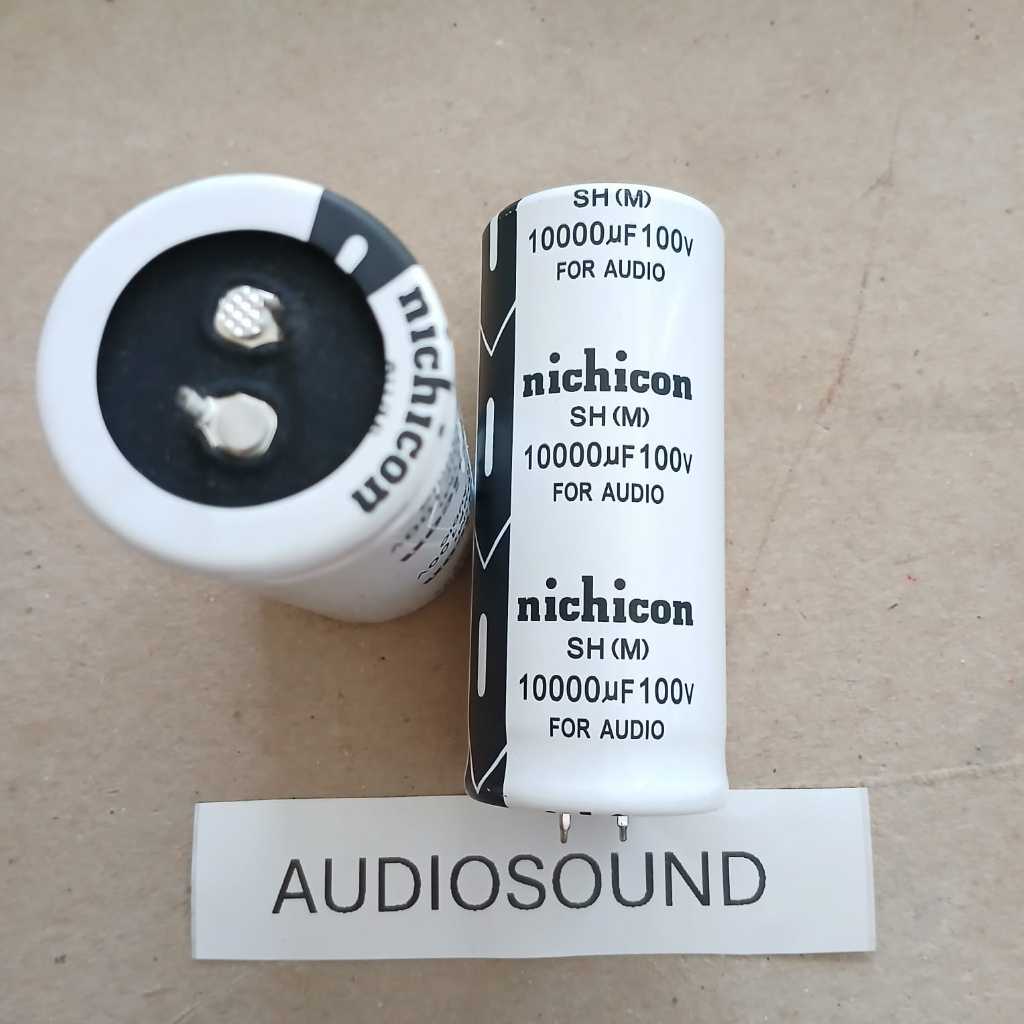 nichicon
SH (M)
10000µF 100V
FOR AUDIO
nichicon
SH (M)
10000µF 100V
FOR AUDIO
nichicon
SH (M)
10000µF 100V
FOR AUDIO
AUDIOSOUND